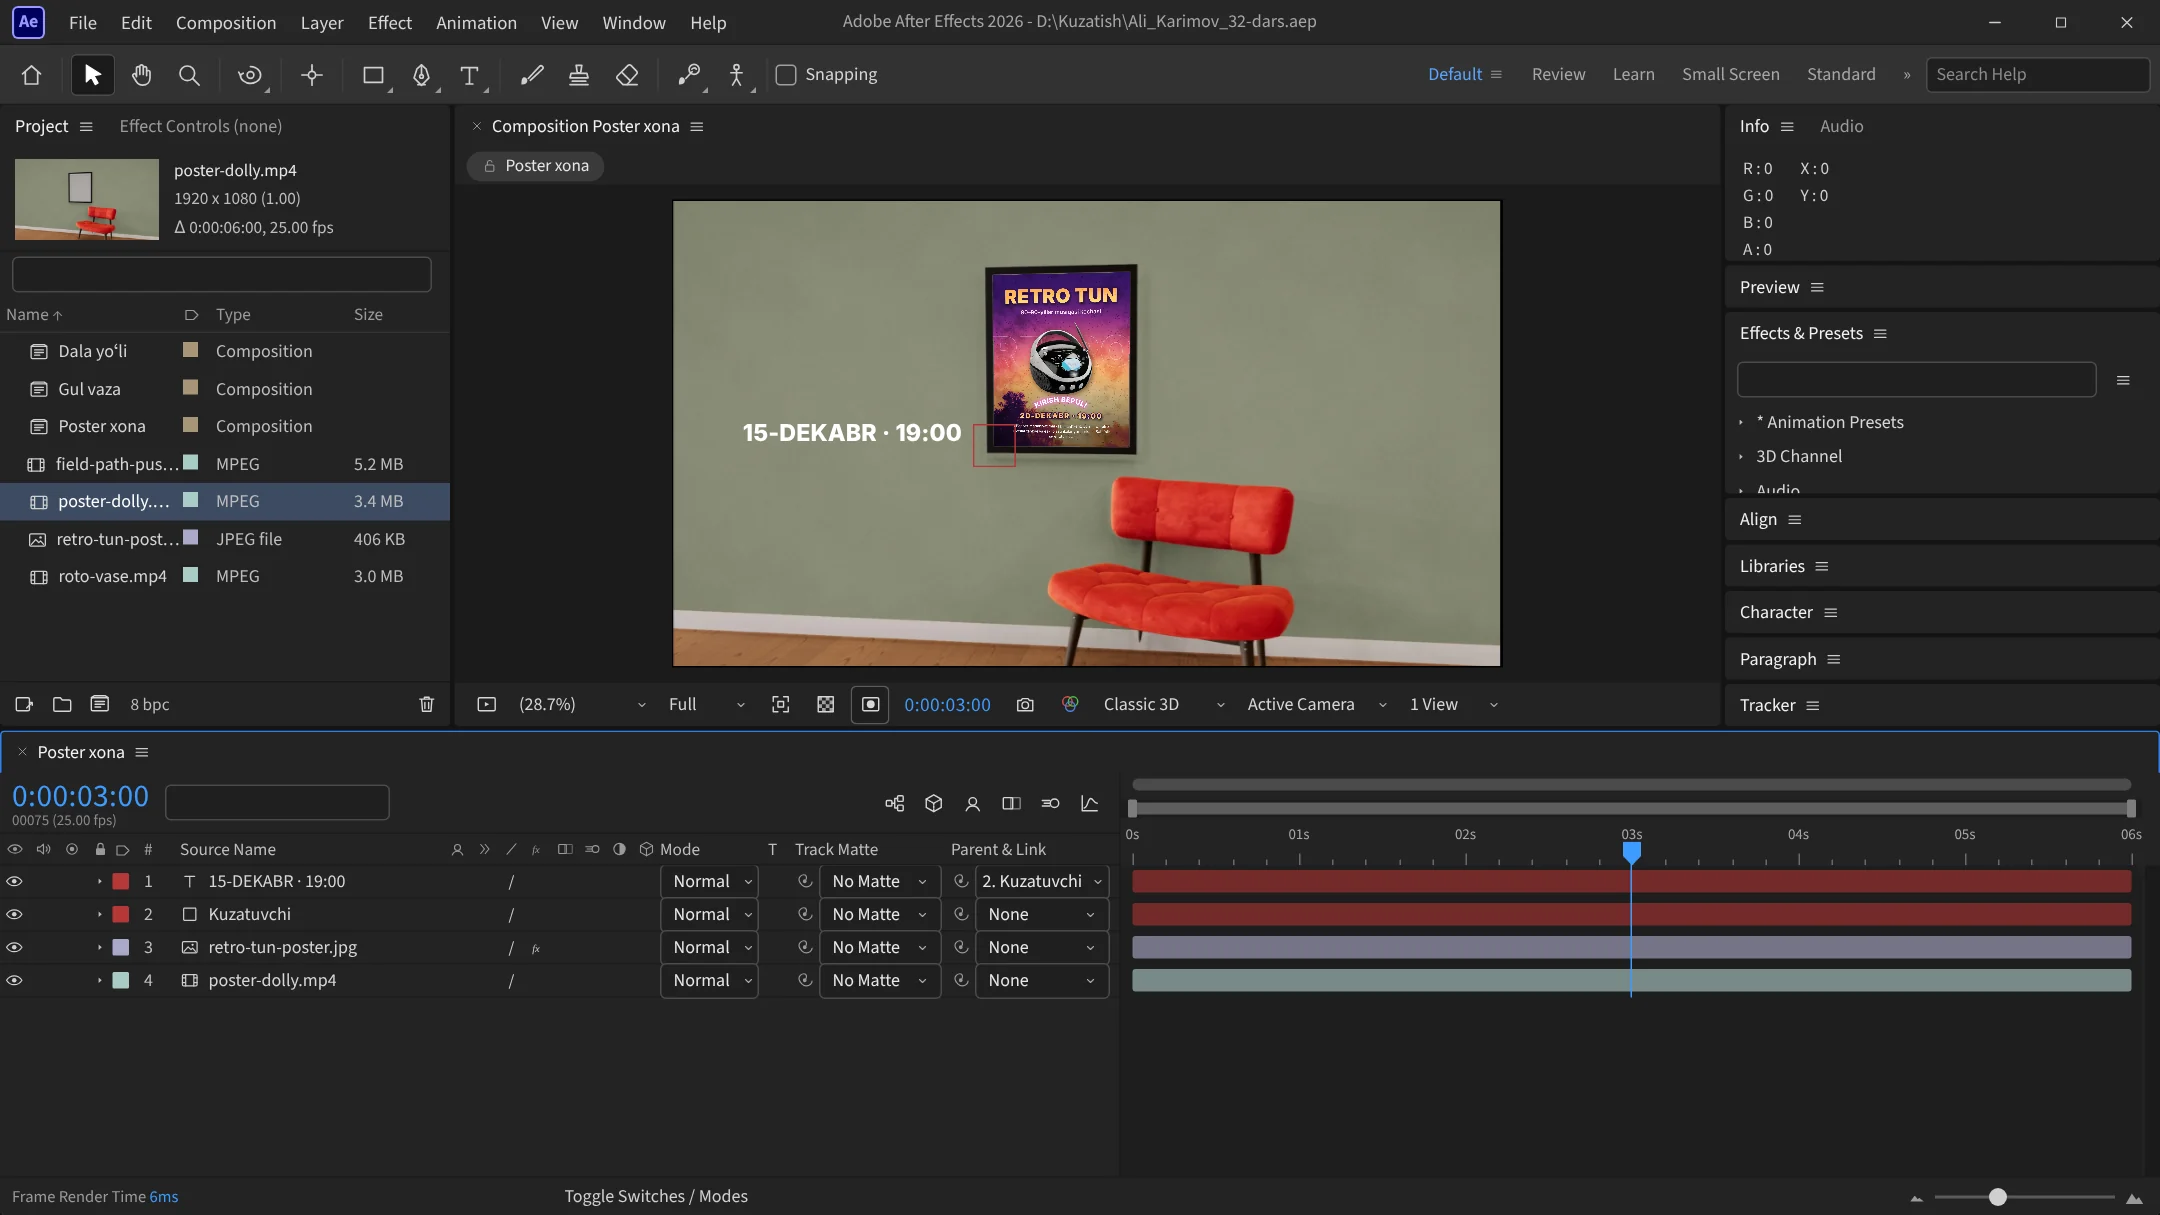 Ae File Edit Composition Layer Effect Animation View Window Help
Adobe After Effects 2026 - D:\Kuzatish\Ali_Karimov_32-dars.aep
Snapping
Default Review Learn Small Screen Standard » Search Help
Project Effect Controls (none)
poster-dolly.mp4
1920 x 1080 (1.00)
Δ 0:00:06:00, 25.00 fps
Name Type Size
Dala yoʻli Composition
Gul vaza Composition
Poster xona Composition
field-path-pus… MPEG 5.2 MB
poster-dolly.… MPEG 3.4 MB
retro-tun-post… JPEG file 406 KB
roto-vase.mp4 MPEG 3.0 MB
8 bpc
Composition Poster xona
Poster xona
RETRO TUN
KIRISH BEPUL!
20-DEKABR · 19:00
15-DEKABR · 19:00
(28.7%) Full 0:00:03:00 Classic 3D Active Camera 1 View
Info Audio
R : 0 X : 0
G : 0 Y : 0
B : 0
A : 0
Preview
Effects & Presets
* Animation Presets
3D Channel
Audio
Align
Libraries
Character
Paragraph
Tracker
Poster xona
0:00:03:00
00075 (25.00 fps)
# Source Name fx Mode T Track Matte Parent & Link
0s 01s 02s 03s 04s 05s 06s
1 T 15-DEKABR · 19:00 / Normal No Matte 2. Kuzatuvchi
2 Kuzatuvchi / Normal No Matte None
3 retro-tun-poster.jpg / fx Normal No Matte None
4 poster-dolly.mp4 / Normal No Matte None
Frame Render Time 6ms
Toggle Switches / Modes